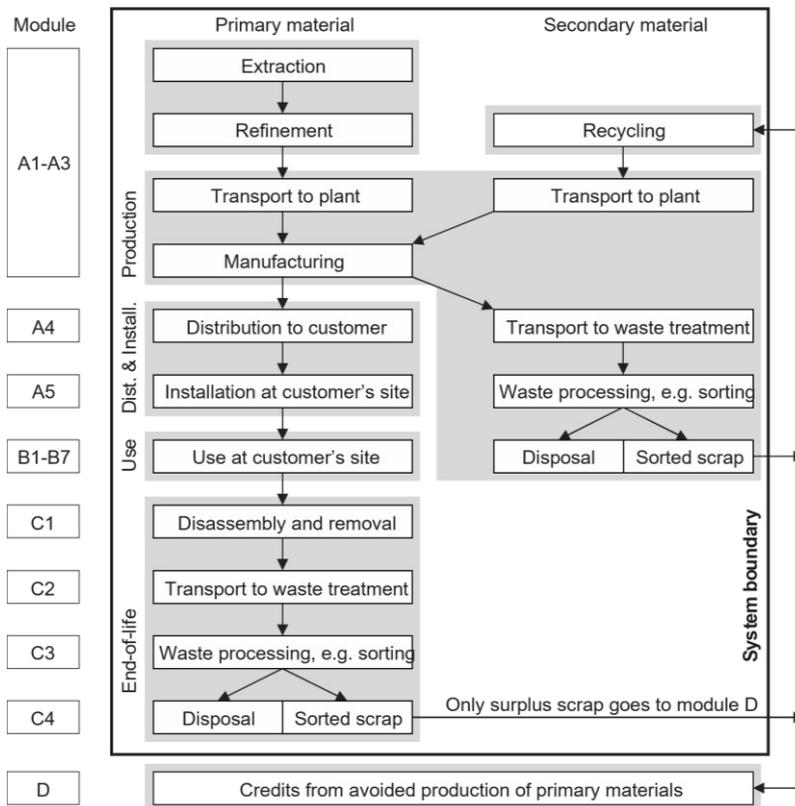 Module
Primary material
Secondary material
A1-A3
Extraction
Refinement
Recycling
Transport to plant
Transport to plant
Manufacturing
Production
A4
Distribution to customer
Transport to waste treatment
A5
Installation at customer's site
Waste processing, e.g. sorting
Dist. & Install.
B1-B7
Use at customer's site
Disposal
Sorted scrap
Use
C1
Disassembly and removal
C2
Transport to waste treatment
C3
Waste processing, e.g. sorting
C4
Disposal
Sorted scrap
Only surplus scrap goes to module D
End-of-life
System boundary
D
Credits from avoided production of primary materials